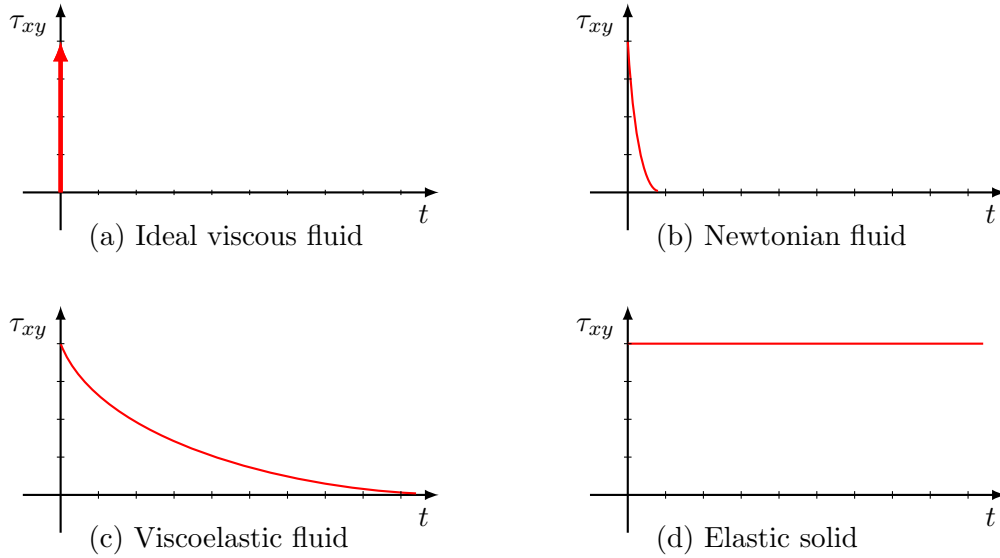 τxy
t
(a) Ideal viscous fluid
τxy
t
(b) Newtonian fluid
τxy
t
(c) Viscoelastic fluid
τxy
t
(d) Elastic solid